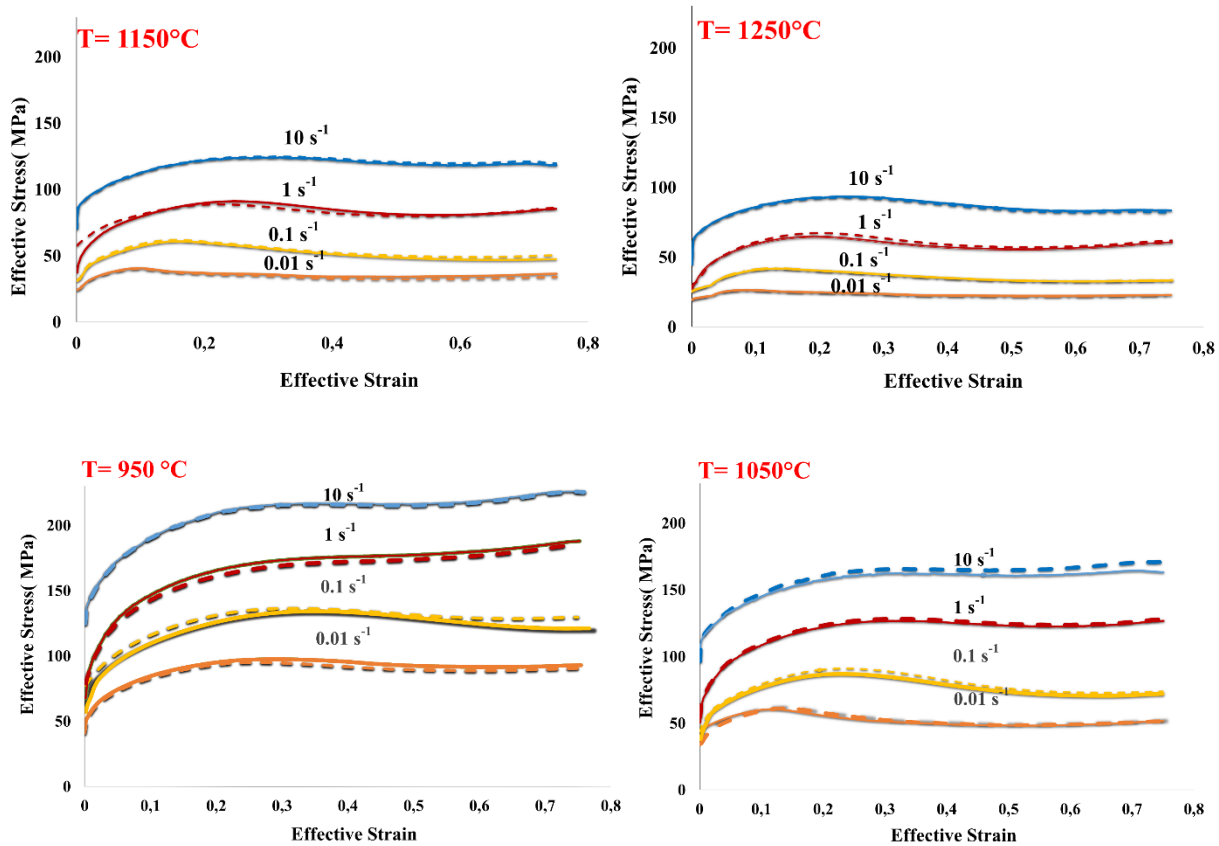 T= 1150°C
Effective Stress( MPa)
200
150
100
50
0
10 s⁻¹
1 s⁻¹
0.1 s⁻¹
0.01 s⁻¹
0 0,2 0,4 0,6 0,8
Effective Strain
T= 1250°C
Effective Stress( MPa)
200
150
100
50
0
10 s⁻¹
1 s⁻¹
0.1 s⁻¹
0.01 s⁻¹
0 0,1 0,2 0,3 0,4 0,5 0,6 0,7 0,8
Effective Strain
T= 950 °C
Effective Stress( MPa)
200
150
100
50
0
10 s⁻¹
1 s⁻¹
0.1 s⁻¹
0.01 s⁻¹
0 0,1 0,2 0,3 0,4 0,5 0,6 0,7 0,8
Effective Strain
T= 1050°C
Effective Stress( MPa)
200
150
100
50
0
10 s⁻¹
1 s⁻¹
0.1 s⁻¹
0.01 s⁻¹
0 0,1 0,2 0,3 0,4 0,5 0,6 0,7 0,8
Effective Strain